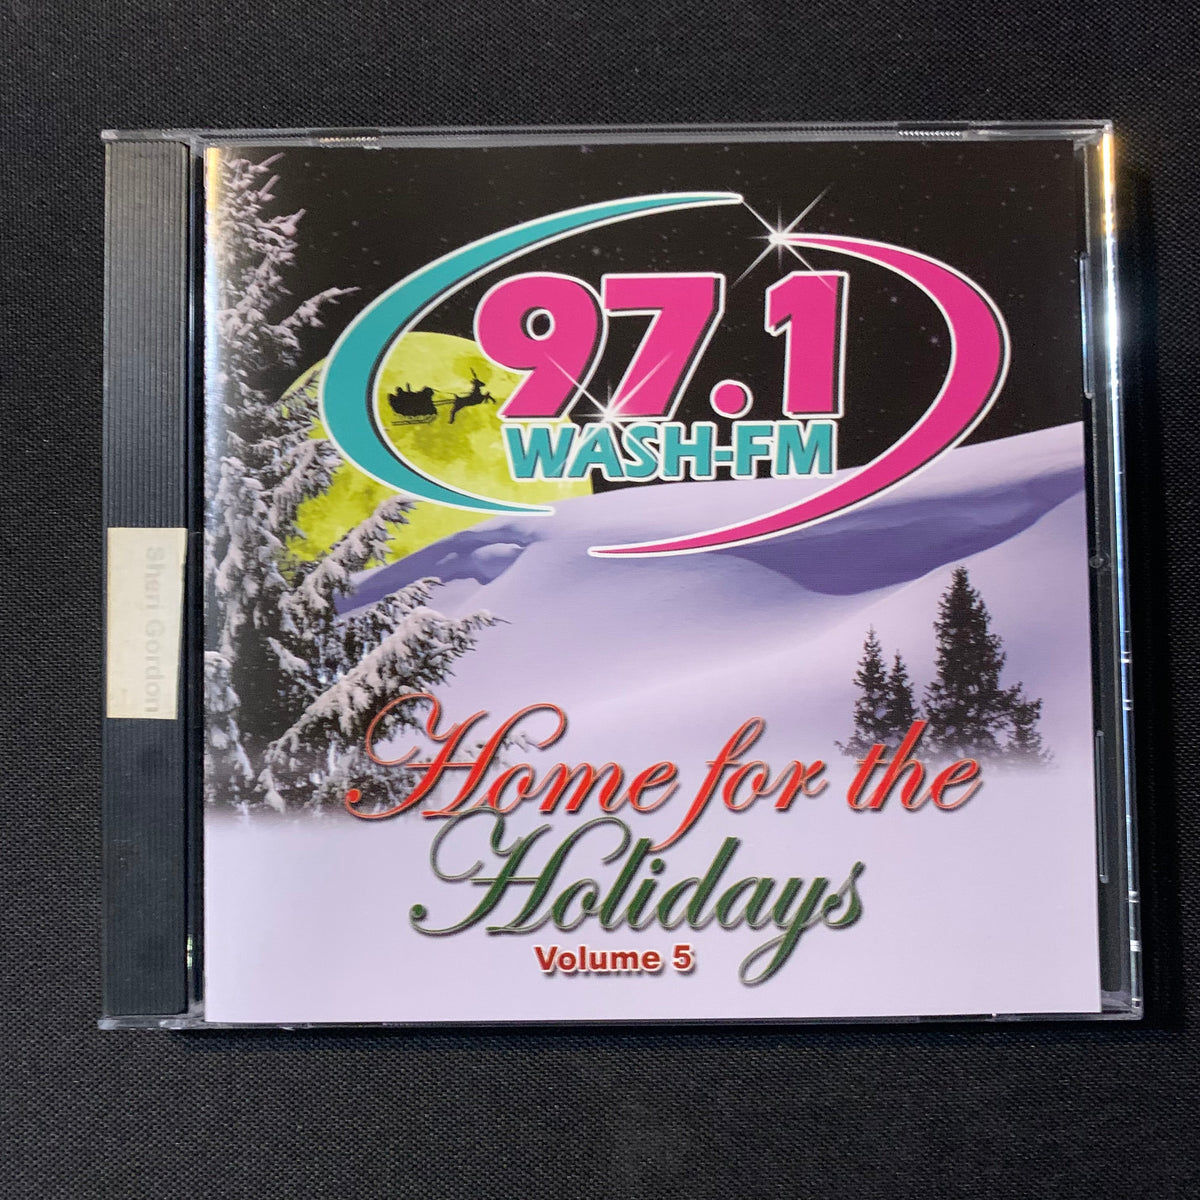 97.1
WASH-FM
Sheri Gordon
Home for the
Holidays
Volume 5